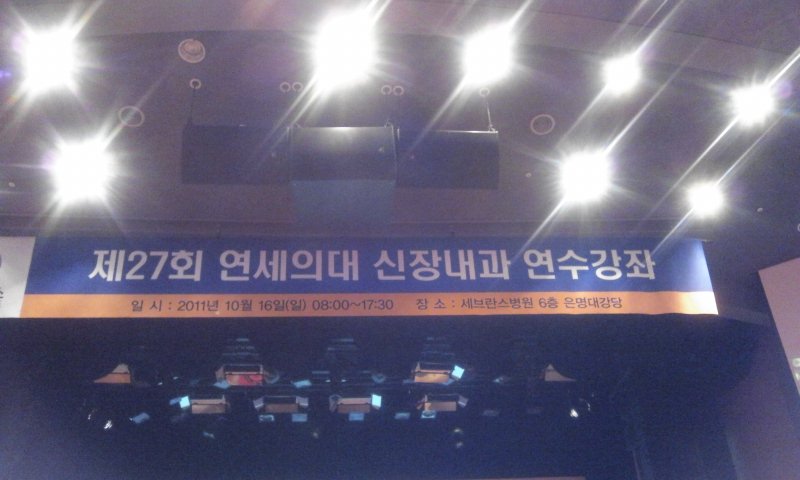 제27회 연세의대 신장내과 연수강좌
일 시 : 2011년 10월 16일(일) 08:00~17:30 장 소 : 세브란스병원 6층 은명대강당